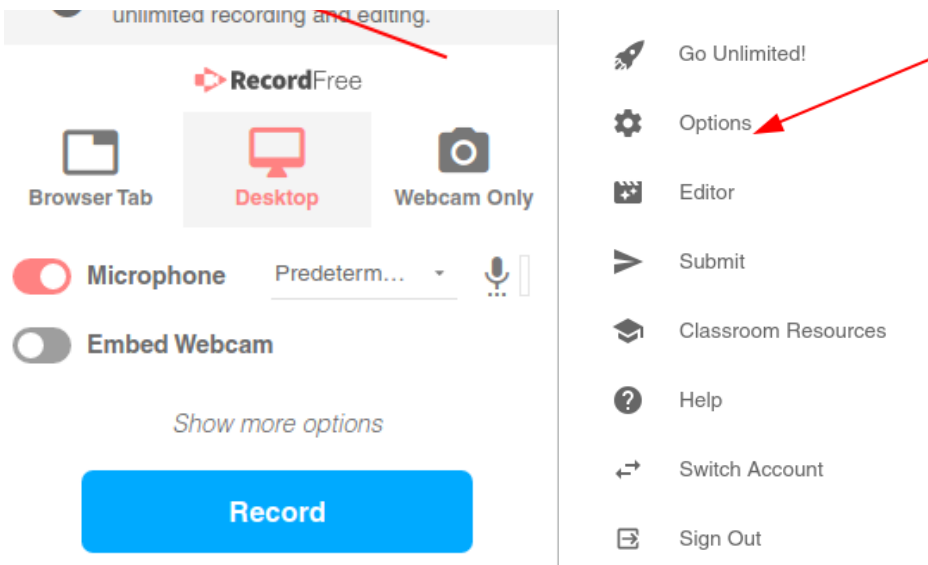 unlimited recording and editing.
RecordFree
Browser Tab
Desktop
Webcam Only
Microphone
Predeterm...
Embed Webcam
Show more options
Record
Go Unlimited!
Options
Editor
Submit
Classroom Resources
Help
Switch Account
Sign Out